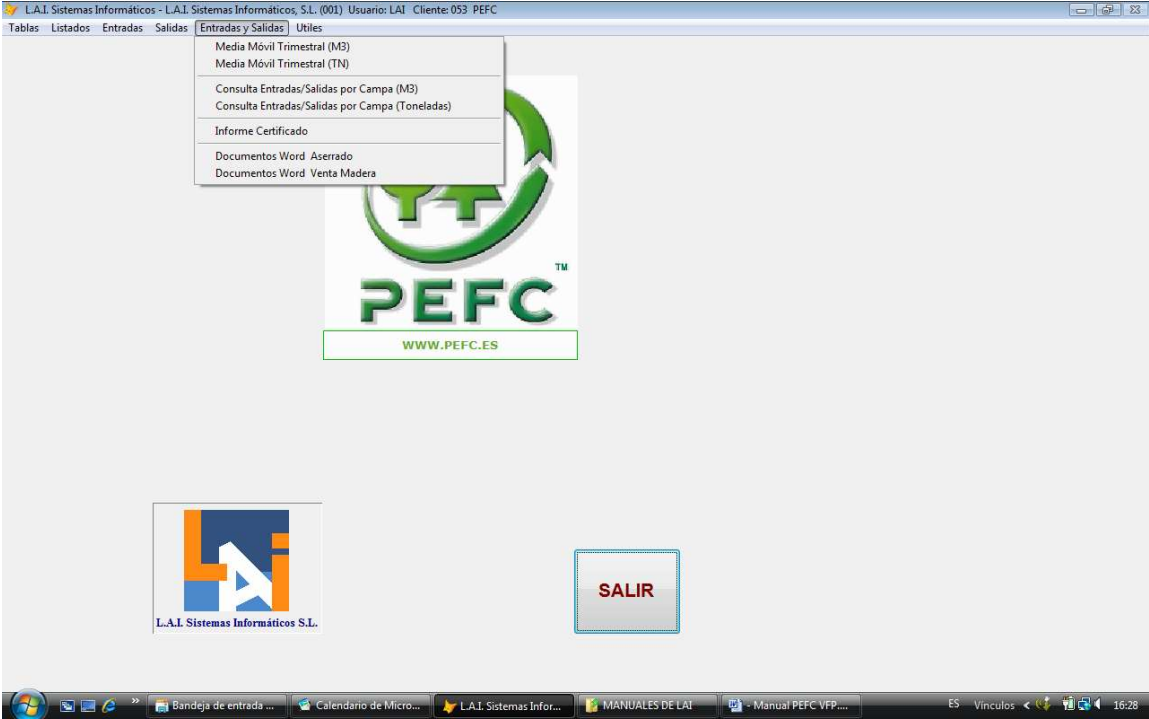 L.A.I. Sistemas Informáticos - L.A.I. Sistemas Informáticos, S.L. (001) Usuario: LAI Cliente: 053 PEFC
Tablas Listados Entradas Salidas Entradas y Salidas Utiles
Media Móvil Trimestral (M3)
Media Móvil Trimestral (TN)
Consulta Entradas/Salidas por Campa (M3)
Consulta Entradas/Salidas por Campa (Toneladas)
Informe Certificado
Documentos Word Aserrado
Documentos Word Venta Madera
TM
PEFC
WWW.PEFC.ES
LAi
L.A.I. Sistemas Informáticos S.L.
SALIR
Bandeja de entrada ... Calendario de Micro... L.A.I. Sistemas Infor... MANUALES DE LAI - Manual PEFC VFP.... ES Vínculos 16:28